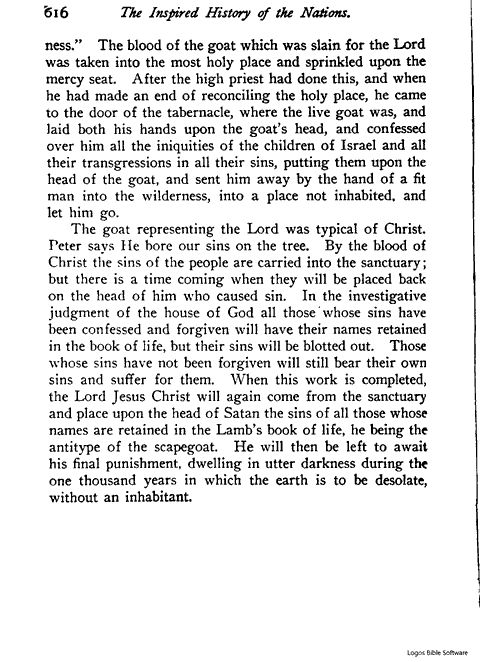 616 The Inspired History of the Nations.
ness." The blood of the goat which was slain for the Lord
was taken into the most holy place and sprinkled upon the
mercy seat. After the high priest had done this, and when
he had made an end of reconciling the holy place, he came
to the door of the tabernacle, where the live goat was, and
laid both his hands upon the goat's head, and confessed
over him all the iniquities of the children of Israel and all
their transgressions in all their sins, putting them upon the
head of the goat, and sent him away by the hand of a fit
man into the wilderness, into a place not inhabited, and
let him go.
The goat representing the Lord was typical of Christ.
Peter says He bore our sins on the tree. By the blood of
Christ the sins of the people are carried into the sanctuary;
but there is a time coming when they will be placed back
on the head of him who caused sin. In the investigative
judgment of the house of God all those whose sins have
been confessed and forgiven will have their names retained
in the book of life, but their sins will be blotted out. Those
whose sins have not been forgiven will still bear their own
sins and suffer for them. When this work is completed,
the Lord Jesus Christ will again come from the sanctuary
and place upon the head of Satan the sins of all those whose
names are retained in the Lamb's book of life, he being the
antitype of the scapegoat. He will then be left to await
his final punishment, dwelling in utter darkness during the
one thousand years in which the earth is to be desolate,
without an inhabitant.
Logos Bible Software